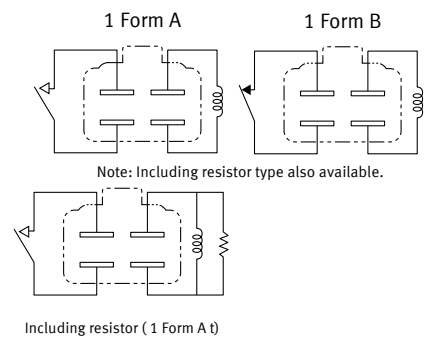 1 Form A
1 Form B
Note: Including resistor type also available.
Including resistor ( 1 Form A t)